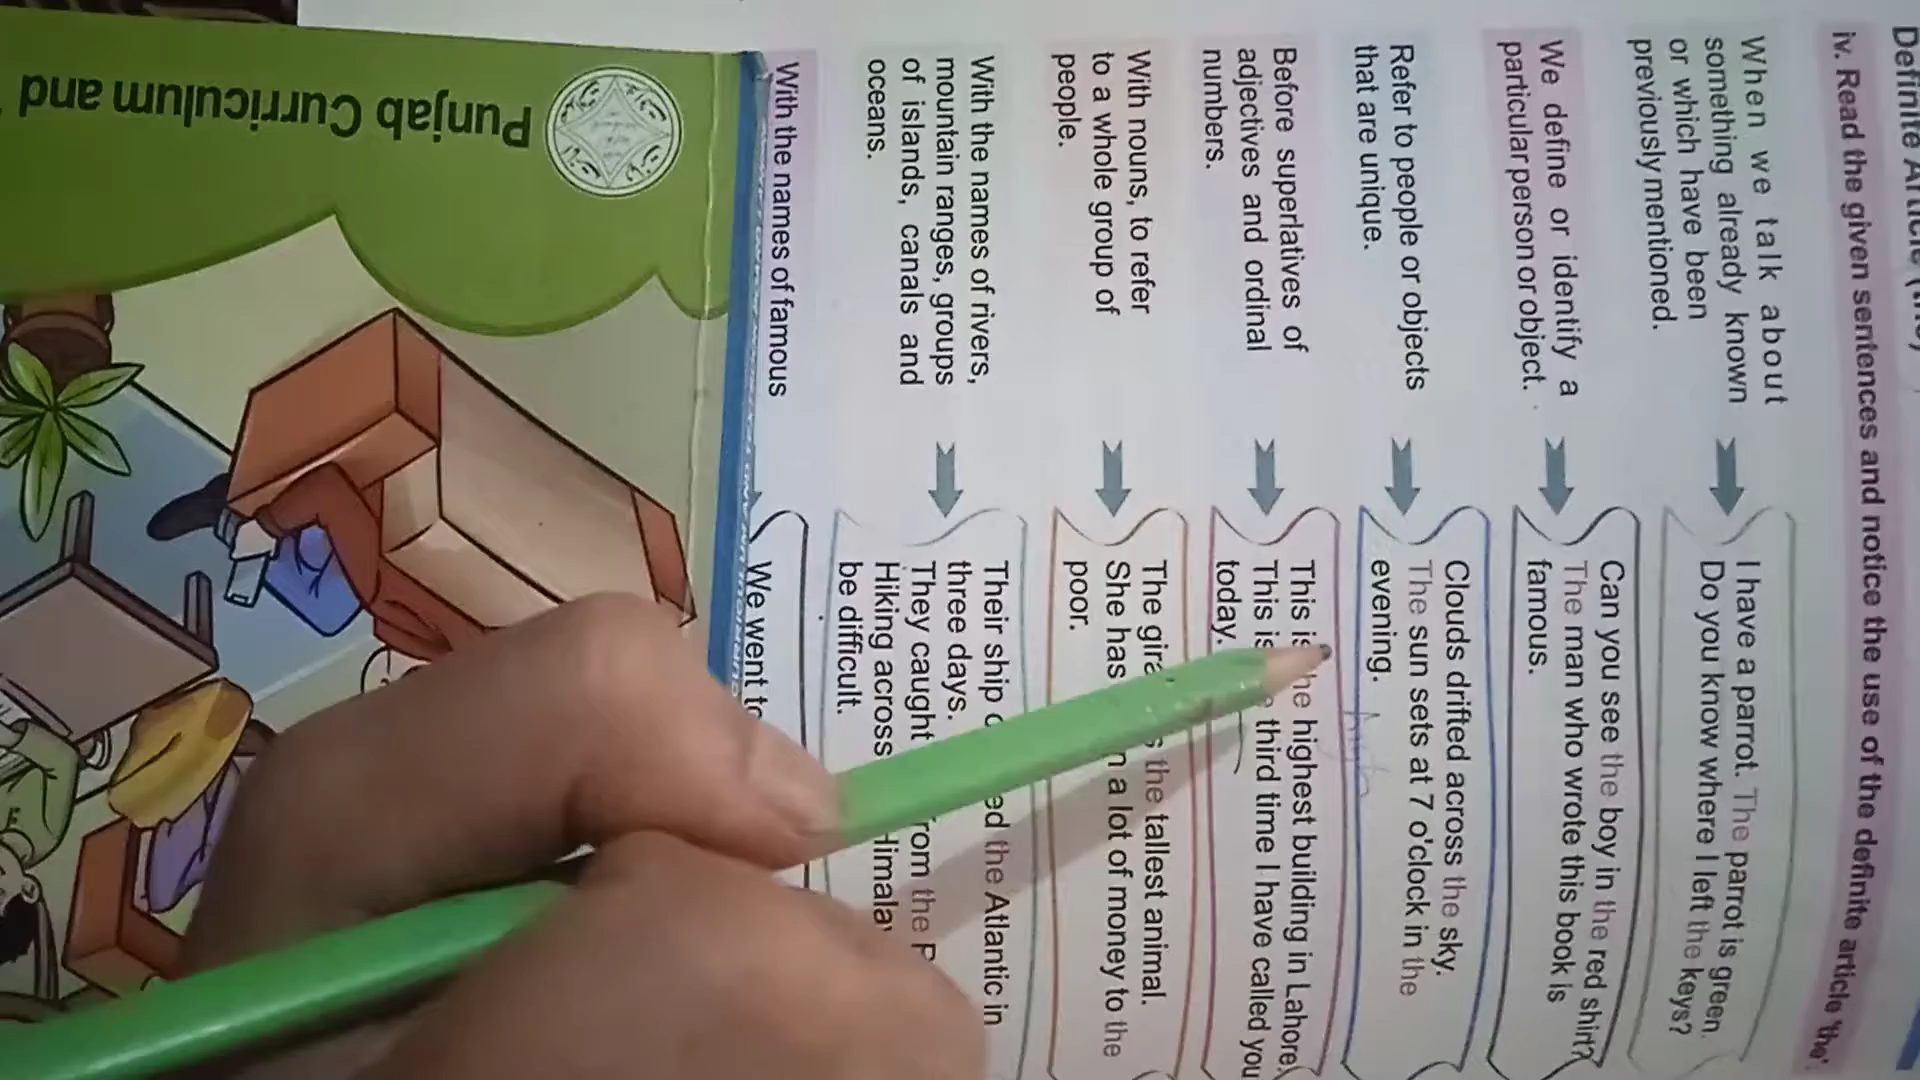 Definite Article (the)
iv. Read the given sentences and notice the use of the definite article 'the'.
When we talk about
something already known
or which have been
previously mentioned.
I have a parrot. The parrot is green.
Do you know where I left the keys?
We define or identify a
particular person or object.
Can you see the boy in the red shirt?
The man who wrote this book is
famous.
Refer to people or objects
that are unique.
Clouds drifted across the sky.
The sun sets at 7 o'clock in the
evening.
Before superlatives of
adjectives and ordinal
numbers.
This is the highest building in Lahore.
This is third time I have called you
today.
With nouns, to refer
to a whole group of
people.
The the tallest animal.
She has a lot of money to the
poor.
With the names of rivers,
mountain ranges, groups
of islands, canals and
oceans.
Their ship the Atlantic in
three days.
They caught from the
Hiking across
be difficult.
With the names of famous
We went to
Punjab Curriculum and